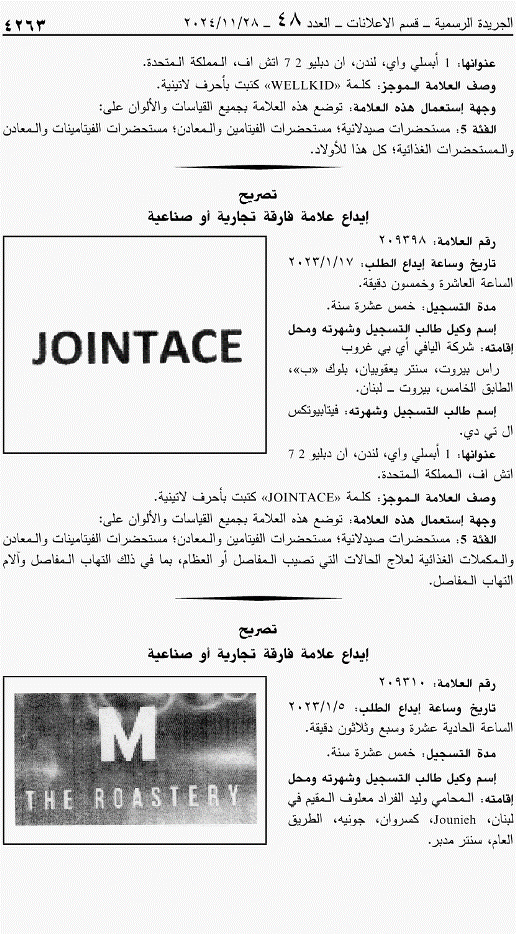 الجريدة الرسمية ـ قسم الاعلانات ـ العدد ٤٨ ـ ٢٠٢٤/١١/٢٨
٤٢٦٣
عنوانها: 1 أبسلي واي، لندن، ان دبليو 2 7 اتش اف، المملكة المتحدة.
وصف العلامة الموجز: كلمة «WELLKID» كتبت بأحرف لاتينية.
وجهة إستعمال هذه العلامة: توضع هذه العلامة بجميع القياسات والألوان على:
الفئة 5: مستحضرات صيدلانية؛ مستحضرات الفيتامين والمعادن؛ مستحضرات الفيتامينات والمعادن
والمستحضرات الغذائية؛ كل هذا للأولاد.
تصريح
إيداع علامة فارقة تجارية أو صناعية
رقم العلامة: ٢٠٩٣٩٨
تاريخ وساعة إيداع الطلب: ٢٠٢٣/١/١٧
الساعة العاشرة وخمسون دقيقة.
مدة التسجيل: خمس عشرة سنة.
إسم وكيل طالب التسجيل وشهرته ومحل
إقامته: شركة اليافي أي بي غروب
راس بيروت، سنتر يعقوبيان، بلوك «ب»،
الطابق الخامس، بيروت ـ لبنان.
إسم طالب التسجيل وشهرته: فيتابيوتكس
ال تي دي.
عنوانها: 1 أبسلي واي، لندن، ان دبليو 2 7
اتش اف، المملكة المتحدة.
JOINTACE
وصف العلامة الموجز: كلمة «JOINTACE» كتبت بأحرف لاتينية.
وجهة إستعمال هذه العلامة: توضع هذه العلامة بجميع القياسات والألوان على:
الفئة 5: مستحضرات صيدلانية؛ مستحضرات الفيتامين والمعادن؛ مستحضرات الفيتامينات والمعادن
والمكملات الغذائية لعلاج الحالات التي تصيب المفاصل أو العظام، بما في ذلك التهاب المفاصل وآلام
التهاب المفاصل.
تصريح
إيداع علامة فارقة تجارية أو صناعية
رقم العلامة: ٢٠٩٣١٠
تاريخ وساعة إيداع الطلب: ٢٠٢٣/١/٥
الساعة الحادية عشرة وسبع وثلاثون دقيقة.
مدة التسجيل: خمس عشرة سنة.
إسم وكيل طالب التسجيل وشهرته ومحل
إقامته: المحامي وليد الفراد معلوف المقيم في
لبنان، Jounieh، كسروان، جونيه، الطريق
العام، سنتر مدبر.
M
THE ROASTERY